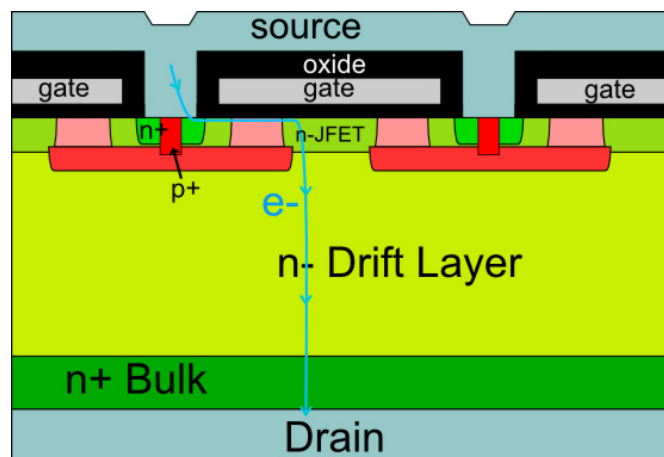 source
oxide
gate
gate
gate
n+
n-JFET
p+
e-
n- Drift Layer
n+ Bulk
Drain